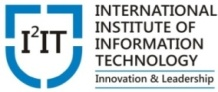 I²IT
INTERNATIONAL
INSTITUTE OF
INFORMATION
TECHNOLOGY
Innovation & Leadership